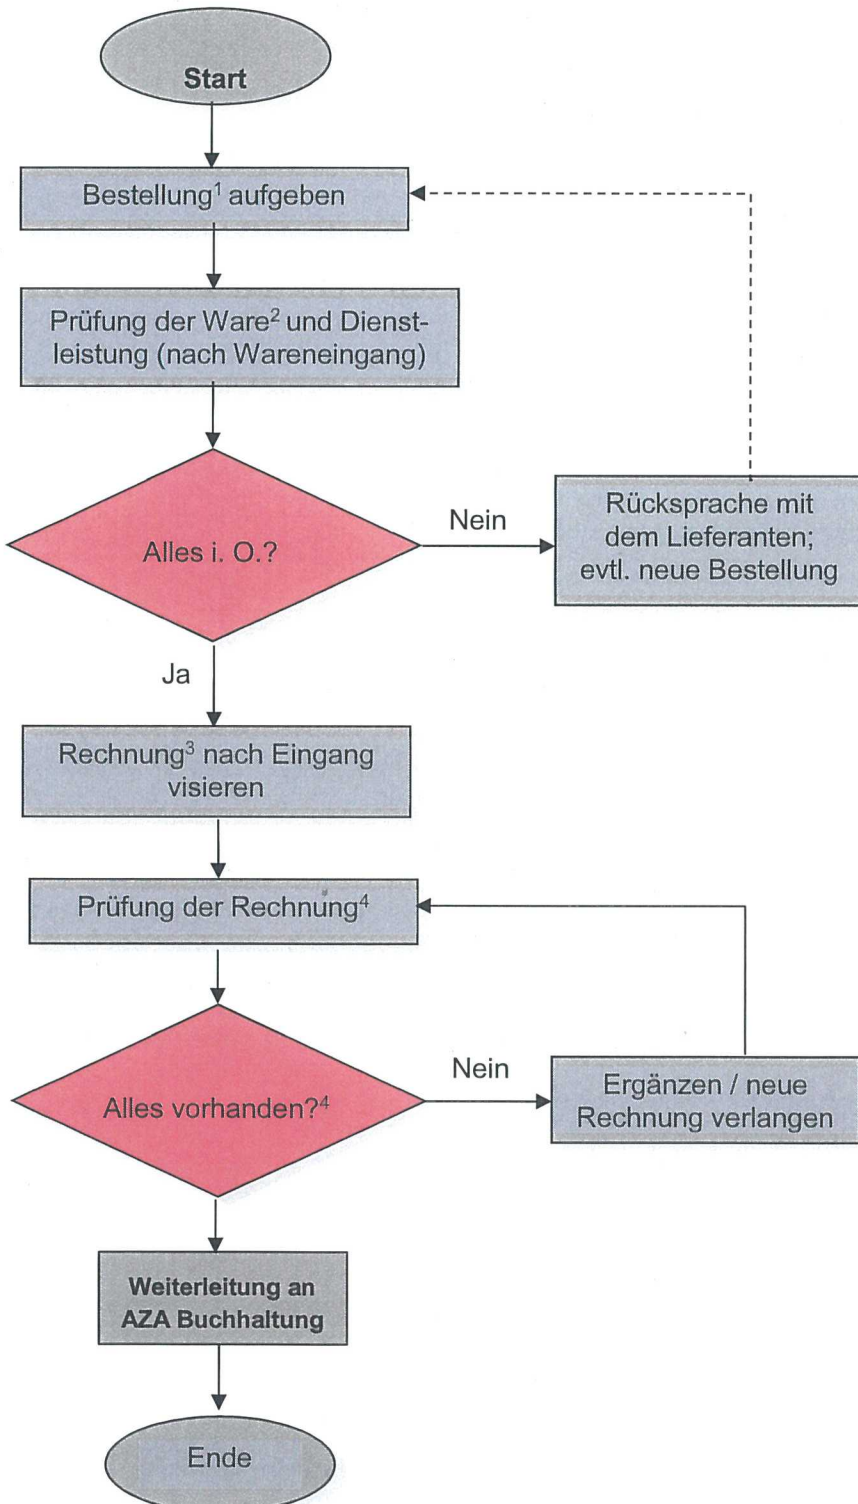 Start
Bestellung¹ aufgeben
Prüfung der Ware² und Dienst-
leistung (nach Wareneingang)
Alles i. O.?
Nein
Rücksprache mit
dem Lieferanten;
evtl. neue Bestellung
Ja
Rechnung³ nach Eingang
visieren
Prüfung der Rechnung⁴
Alles vorhanden?⁴
Nein
Ergänzen / neue
Rechnung verlangen
Weiterleitung an
AZA Buchhaltung
Ende